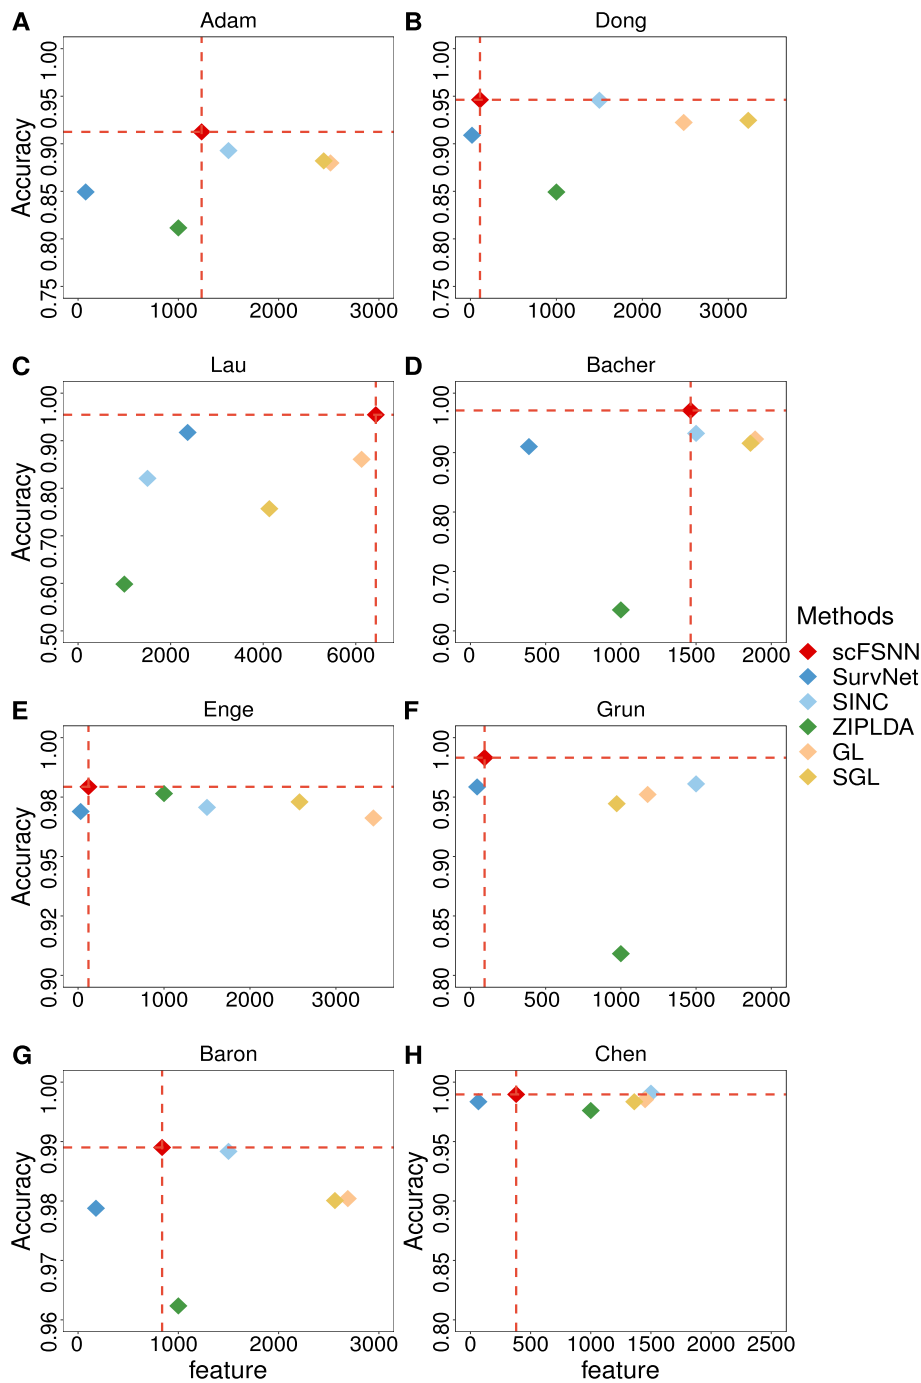 A
Adam
Accuracy
1.00
0.95
0.90
0.85
0.80
0.75
0
1000
2000
3000
B
Dong
1.00
0.95
0.90
0.85
0.80
0.75
0
1000
2000
3000
C
Lau
Accuracy
1.00
0.90
0.80
0.70
0.60
0.50
0
2000
4000
6000
D
Bacher
1.00
0.90
0.80
0.70
0.60
0
500
1000
1500
2000
Methods
scFSNN
SurvNet
SINC
ZIPLDA
GL
SGL
E
Enge
Accuracy
1.00
0.98
0.95
0.92
0.90
0
1000
2000
3000
F
Grun
1.00
0.95
0.90
0.85
0.80
0
500
1000
1500
2000
G
Baron
Accuracy
1.00
0.99
0.98
0.97
0.96
0
1000
2000
3000
feature
H
Chen
Accuracy
1.00
0.95
0.90
0.85
0.80
0
500
1000
1500
2000
2500
feature